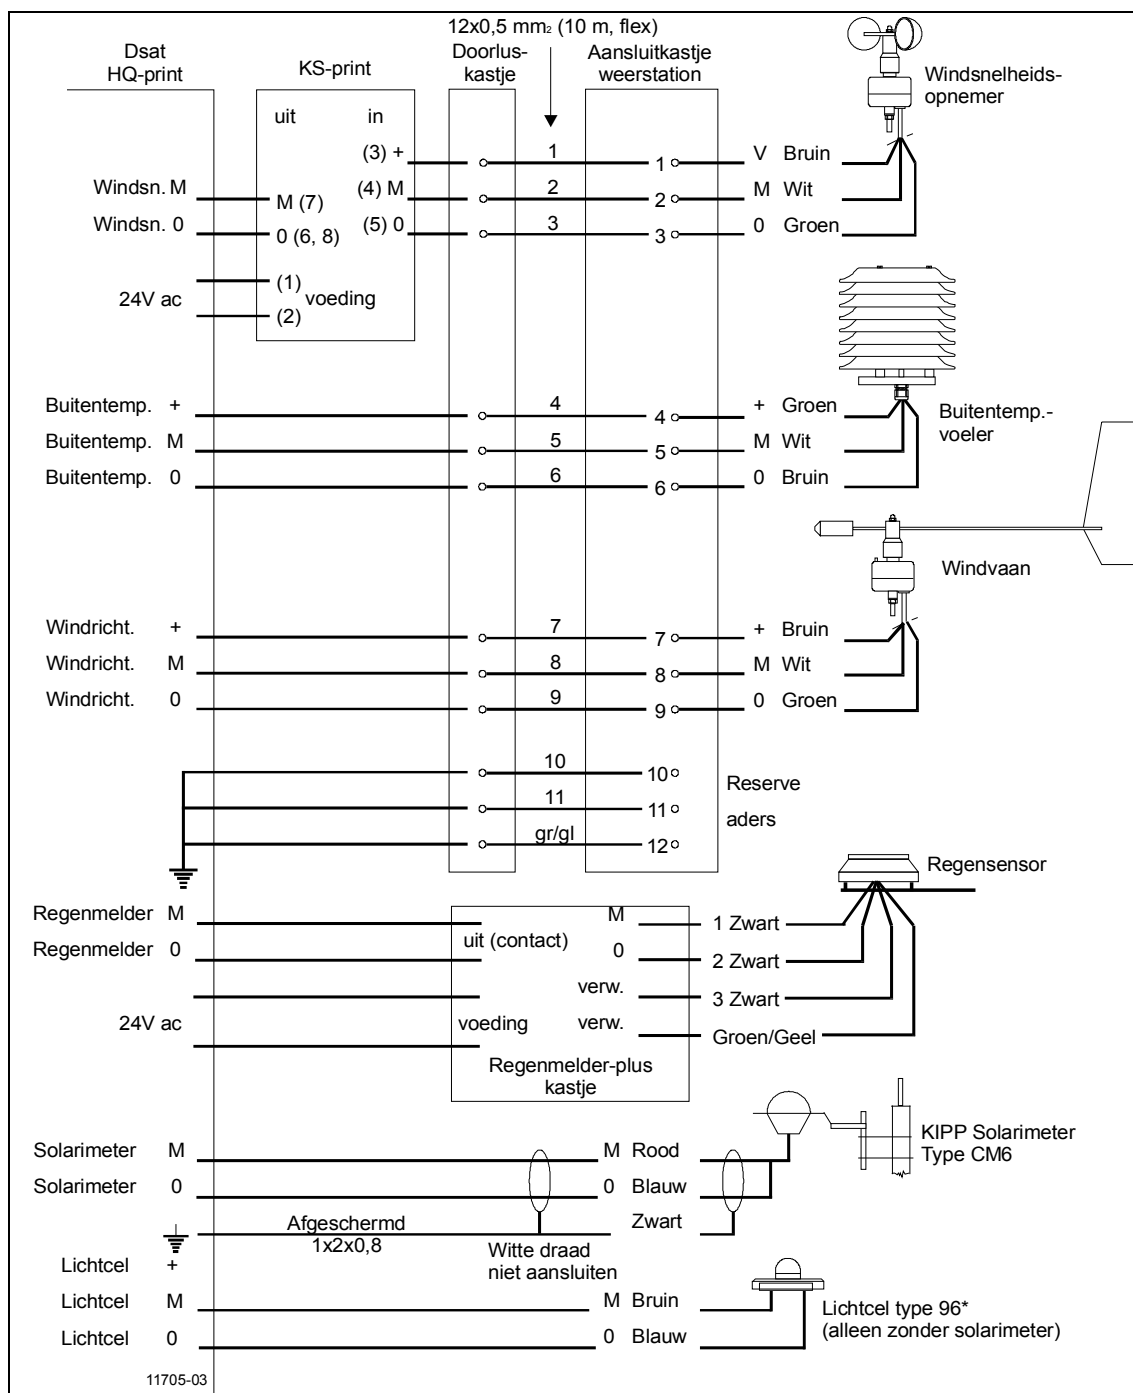 12x0,5 mm2 (10 m, flex)
Dsat
HQ-print
KS-print
Doorlus-
kastje
Aansluitkastje
weerstation
Windsnelheids-
opnemer
uit in
(3) + 1 1 V Bruin
Windsn. M M (7) (4) M 2 2 M Wit
Windsn. 0 0 (6, 8) (5) 0 3 3 0 Groen
24V ac (1)
voeding
(2)
Buitentemp. + 4 4 + Groen
Buitentemp. M 5 5 M Wit
Buitentemp. 0 6 6 0 Bruin
Buitentemp.-
voeler
Windvaan
Windricht. + 7 7 + Bruin
Windricht. M 8 8 M Wit
Windricht. 0 9 9 0 Groen
10 10
11 11
gr/gl 12
Reserve
aders
Regensensor
Regenmelder M M 1 Zwart
uit (contact)
Regenmelder 0 0 2 Zwart
verw. 3 Zwart
24V ac voeding verw. Groen/Geel
Regenmelder-plus
kastje
KIPP Solarimeter
Type CM6
Solarimeter M M Rood
Solarimeter 0 0 Blauw
Zwart
Afgeschermd
1x2x0,8
Witte draad
niet aansluiten
Lichtcel +
Lichtcel M M Bruin
Lichtcel 0 0 Blauw
Lichtcel type 96*
(alleen zonder solarimeter)
11705-03